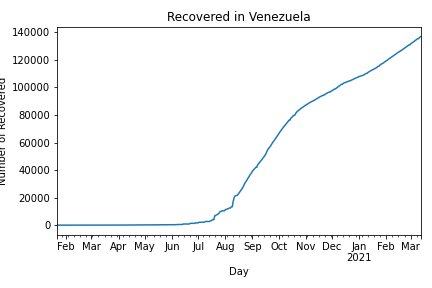 Recovered in Venezuela
Number of Recovered
140000
120000
100000
80000
60000
40000
20000
0
Feb Mar Apr May Jun Jul Aug Sep Oct Nov Dec Jan Feb Mar
2021
Day